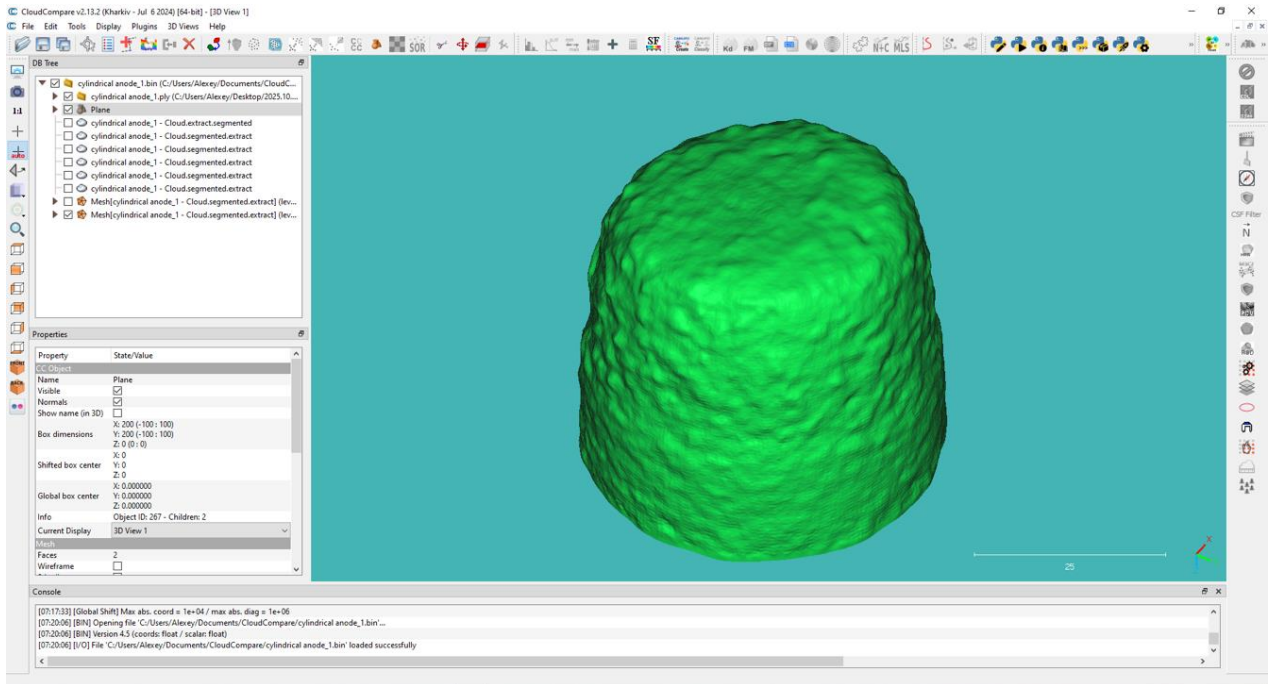 CloudCompare v2.13.2 (Kharkiv - Jul 6 2024) [64-bit] - [3D View 1]
File Edit Tools Display Plugins 3D Views Help
SF
SOR
Kd FM
N+C MLS
DB Tree
cylindrical anode_1.bin (C:/Users/Alexey/Documents/CloudC...
cylindrical anode_1.ply (C:/Users/Alexey/Desktop/2025.10....
Plane
cylindrical anode_1 - Cloud.extract.segmented
cylindrical anode_1 - Cloud.segmented.extract
cylindrical anode_1 - Cloud.segmented.extract
cylindrical anode_1 - Cloud.segmented.extract
cylindrical anode_1 - Cloud.segmented.extract
cylindrical anode_1 - Cloud.segmented.extract
Mesh[cylindrical anode_1 - Cloud.segmented.extract] (lev...
Mesh[cylindrical anode_1 - Cloud.segmented.extract] (lev...
1:1
auto
FRONT
BACK
CSF Filter
N
Properties
Property State/Value
CC Object
Name Plane
Visible
Normals
Show name (in 3D)
Box dimensions X: 200 (-100 : 100)
Y: 200 (-100 : 100)
Z: 0 (0 : 0)
Shifted box center X: 0
Y: 0
Z: 0
Global box center X: 0.000000
Y: 0.000000
Z: 0.000000
Info Object ID: 267 - Children: 2
Current Display 3D View 1
Mesh
Faces 2
Wireframe
25
X
Console
[07:17:33] [Global Shift] Max abs. coord = 1e+04 / max abs. diag = 1e+06
[07:20:06] [BIN] Opening file 'C:/Users/Alexey/Documents/CloudCompare/cylindrical anode_1.bin'...
[07:20:06] [BIN] Version 4.5 (coords: float / scalar: float)
[07:20:06] [I/O] File 'C:/Users/Alexey/Documents/CloudCompare/cylindrical anode_1.bin' loaded successfully